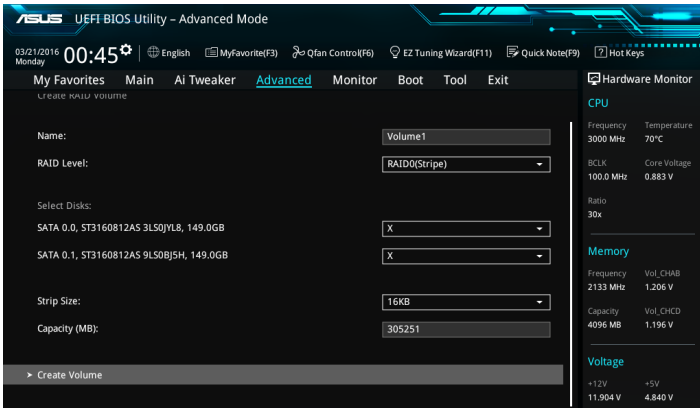 ASUS UEFI BIOS Utility – Advanced Mode
03/21/2016 Monday 00:45 English MyFavorite(F3) Qfan Control(F6) EZ Tuning Wizard(F11) Quick Note(F9) ? Hot Keys
My Favorites Main Ai Tweaker Advanced Monitor Boot Tool Exit
Create RAID Volume
Name: Volume1
RAID Level: RAID0(Stripe)
Select Disks:
SATA 0.0, ST3160812AS 3LS0JYL8, 149.0GB X
SATA 0.1, ST3160812AS 9LS0BJ5H, 149.0GB X
Strip Size: 16KB
Capacity (MB): 305251
> Create Volume
Hardware Monitor
CPU
Frequency Temperature
3000 MHz 70°C
BCLK Core Voltage
100.0 MHz 0.883 V
Ratio
30x
Memory
Frequency Vol_CHAB
2133 MHz 1.206 V
Capacity Vol_CHCD
4096 MB 1.196 V
Voltage
+12V +5V
11.904 V 4.840 V